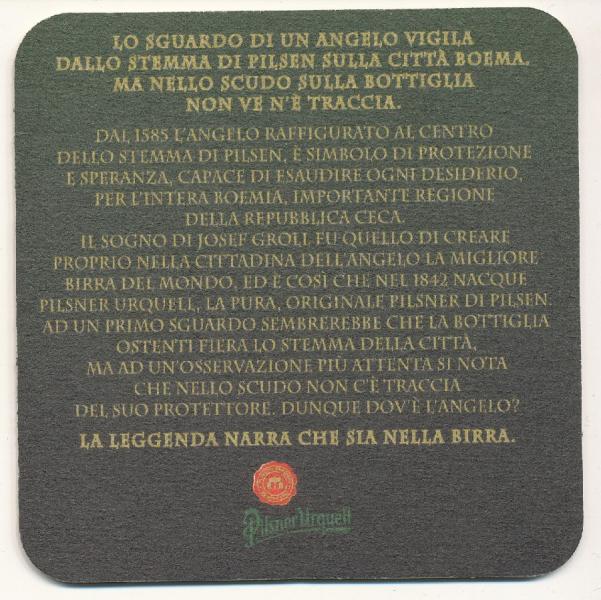 LO SGUARDO DI UN ANGELO VIGILA
DALLO STEMMA DI PILSEN SULLA CITTÀ BOEMA,
MA NELLO SCUDO SULLA BOTTIGLIA
NON VE N'È TRACCIA.
DAL 1585 L'ANGELO RAFFIGURATO AL CENTRO
DELLO STEMMA DI PILSEN, È SIMBOLO DI PROTEZIONE
E SPERANZA, CAPACE DI ESAUDIRE OGNI DESIDERIO,
PER L'INTERA BOEMIA, IMPORTANTE REGIONE
DELLA REPUBBLICA CECA.
IL SOGNO DI JOSEF GROLL FU QUELLO DI CREARE
PROPRIO NELLA CITTADINA DELL'ANGELO LA MIGLIORE
BIRRA DEL MONDO, ED È COSÌ CHE NEL 1842 NACQUE
PILSNER URQUELL, LA PURA, ORIGINALE PILSNER DI PILSEN.
AD UN PRIMO SGUARDO SEMBREREBBE CHE LA BOTTIGLIA
OSTENTI FIERA LO STEMMA DELLA CITTÀ,
MA AD UN'OSSERVAZIONE PIÙ ATTENTA SI NOTA
CHE NELLO SCUDO NON C'È TRACCIA
DEL SUO PROTETTORE. DUNQUE DOV'È L'ANGELO?
LA LEGGENDA NARRA CHE SIA NELLA BIRRA.
Pilsner Urquell